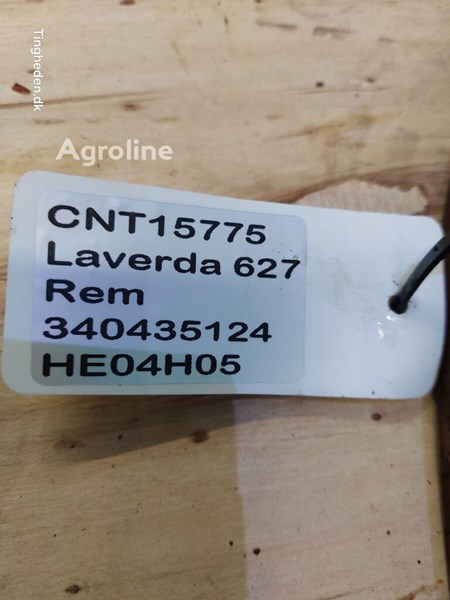 Tingheden.dk
Agroline
CNT15775
Laverda 627
Rem
340435124
HE04H05